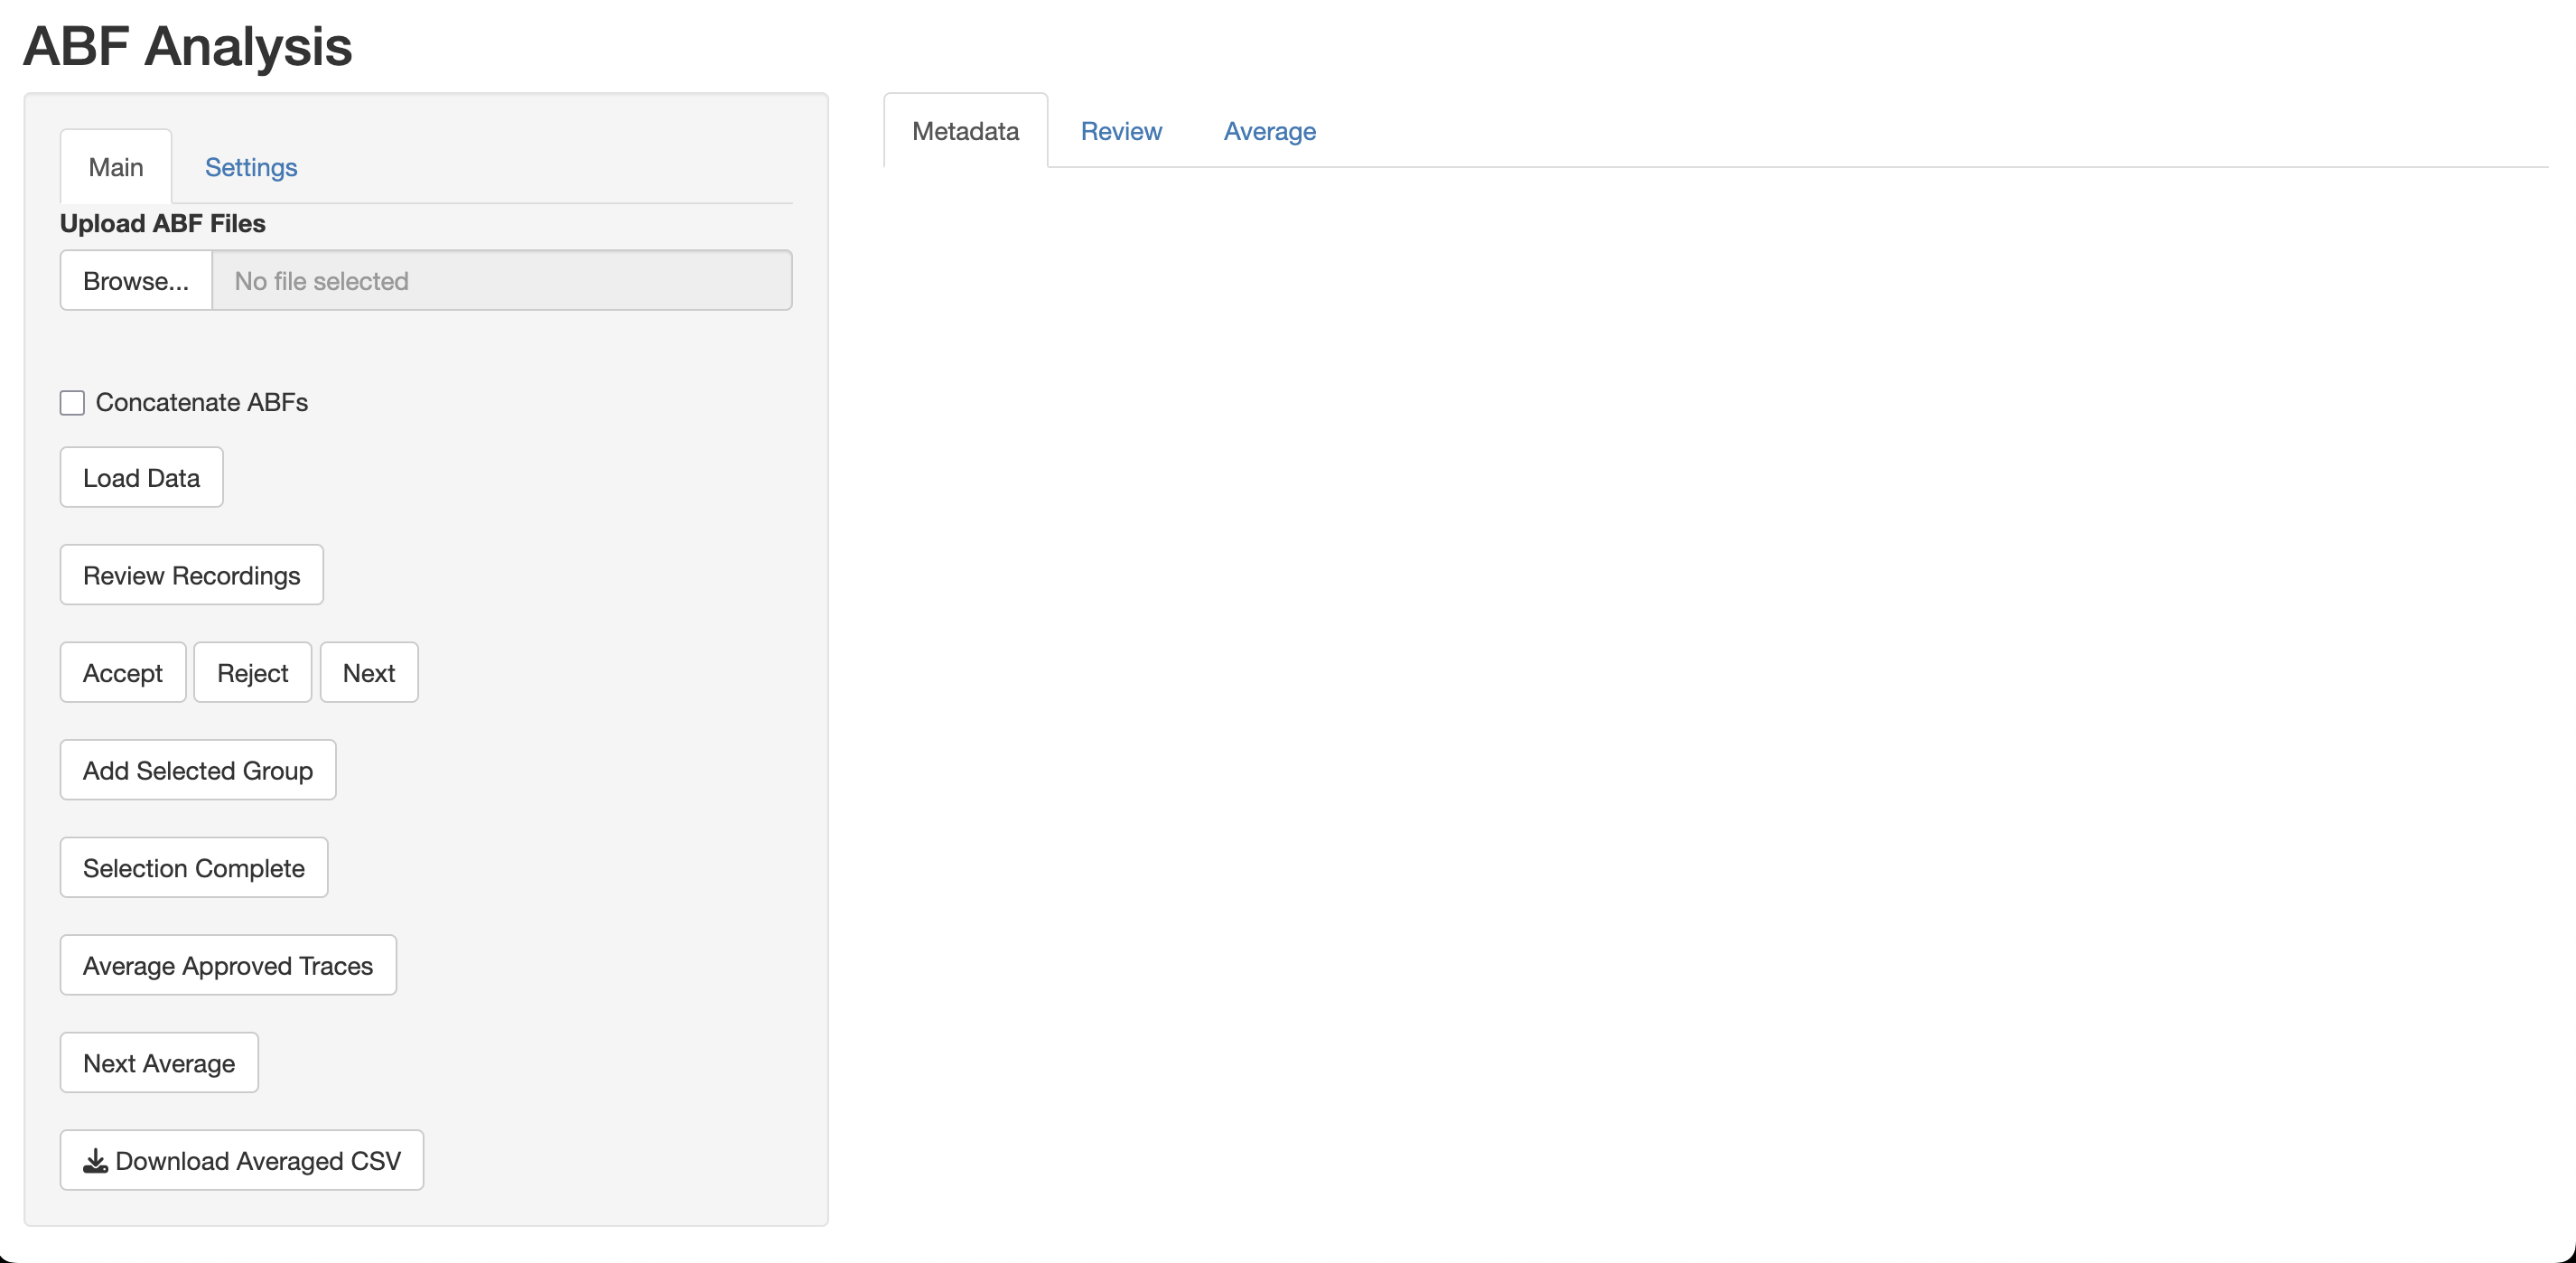 ABF Analysis
Main Settings
Upload ABF Files
Browse... No file selected
Concatenate ABFs
Load Data
Review Recordings
Accept Reject Next
Add Selected Group
Selection Complete
Average Approved Traces
Next Average
Download Averaged CSV
Metadata Review Average